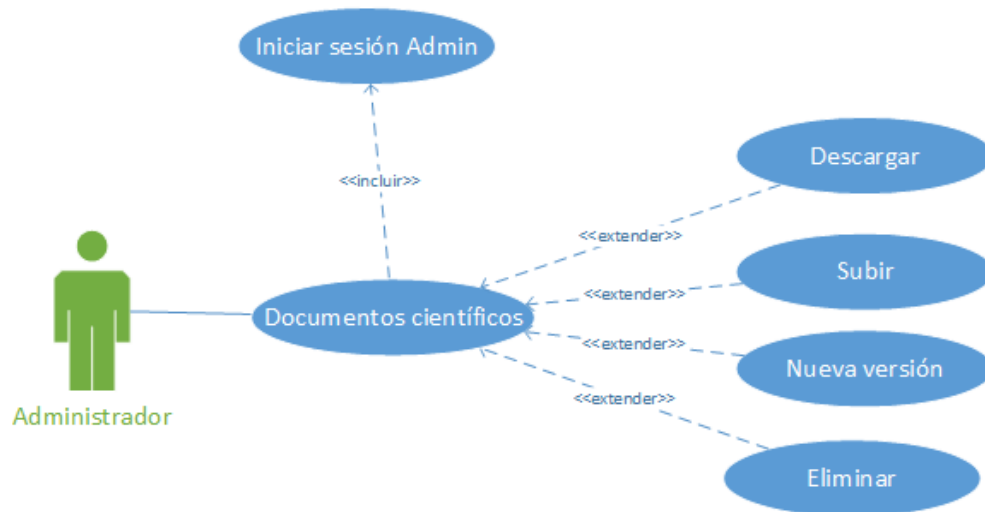 Iniciar sesión Admin
Descargar
<<incluir>>
<<extender>>
Subir
<<extender>>
Documentos científicos
<<extender>>
Nueva versión
<<extender>>
Administrador
Eliminar